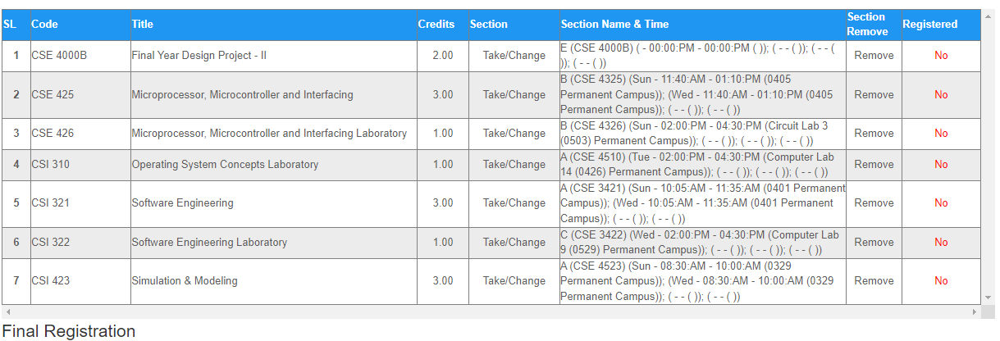 SL Code Title Credits Section Section Name & Time Section Remove Registered
1 CSE 4000B Final Year Design Project - II 2.00 Take/Change E (CSE 4000B) ( - 00:00:PM - 00:00:PM ( )); ( - - ( )); ( - - (
)); ( - - ( )) Remove No
2 CSE 425 Microprocessor, Microcontroller and Interfacing 3.00 Take/Change B (CSE 4325) (Sun - 11:40:AM - 01:10:PM (0405
Permanent Campus)); (Wed - 11:40:AM - 01:10:PM (0405
Permanent Campus)); ( - - ( )); ( - - ( )) Remove No
3 CSE 426 Microprocessor, Microcontroller and Interfacing Laboratory 1.00 Take/Change B (CSE 4326) (Sun - 02:00:PM - 04:30:PM (Circuit Lab 3
(0503) Permanent Campus)); ( - - ( )); ( - - ( )); ( - - ( )) Remove No
4 CSI 310 Operating System Concepts Laboratory 1.00 Take/Change A (CSE 4510) (Tue - 02:00:PM - 04:30:PM (Computer Lab
14 (0426) Permanent Campus)); ( - - ( )); ( - - ( )); ( - - ( )) Remove No
5 CSI 321 Software Engineering 3.00 Take/Change A (CSE 3421) (Sun - 10:05:AM - 11:35:AM (0401 Permanent
Campus)); (Wed - 10:05:AM - 11:35:AM (0401 Permanent
Campus)); ( - - ( )); ( - - ( )) Remove No
6 CSI 322 Software Engineering Laboratory 1.00 Take/Change C (CSE 3422) (Wed - 02:00:PM - 04:30:PM (Computer Lab
9 (0529) Permanent Campus)); ( - - ( )); ( - - ( )); ( - - ( )) Remove No
7 CSI 423 Simulation & Modeling 3.00 Take/Change A (CSE 4523) (Sun - 08:30:AM - 10:00:AM (0329
Permanent Campus)); (Wed - 08:30:AM - 10:00:AM (0329
Permanent Campus)); ( - - ( )); ( - - ( )) Remove No
Final Registration